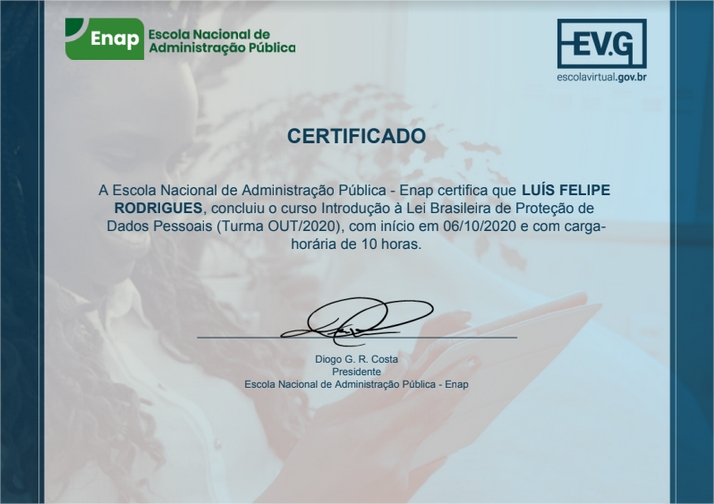 Enap
Escola Nacional de
Administração Pública
EV.G
escolavirtual.gov.br
CERTIFICADO
A Escola Nacional de Administração Pública - Enap certifica que LUÍS FELIPE
RODRIGUES, concluiu o curso Introdução à Lei Brasileira de Proteção de
Dados Pessoais (Turma OUT/2020), com início em 06/10/2020 e com carga-
horária de 10 horas.
Diogo G. R. Costa
Presidente
Escola Nacional de Administração Pública - Enap